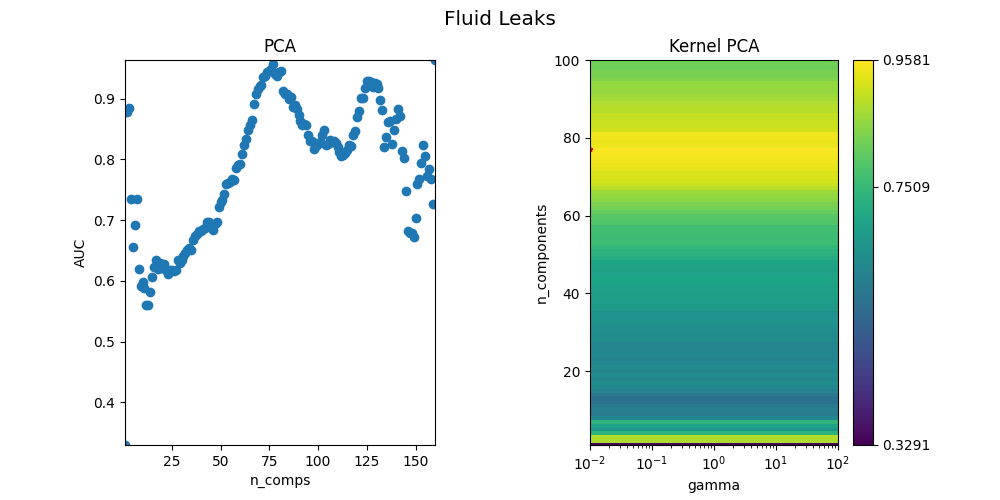 Fluid Leaks
PCA
AUC
0.9
0.8
0.7
0.6
0.5
0.4
25 50 75 100 125 150
n_comps
Kernel PCA
n_components
100
80
60
40
20
10⁻² 10⁻¹ 10⁰ 10¹ 10²
gamma
0.9581
0.7509
0.3291